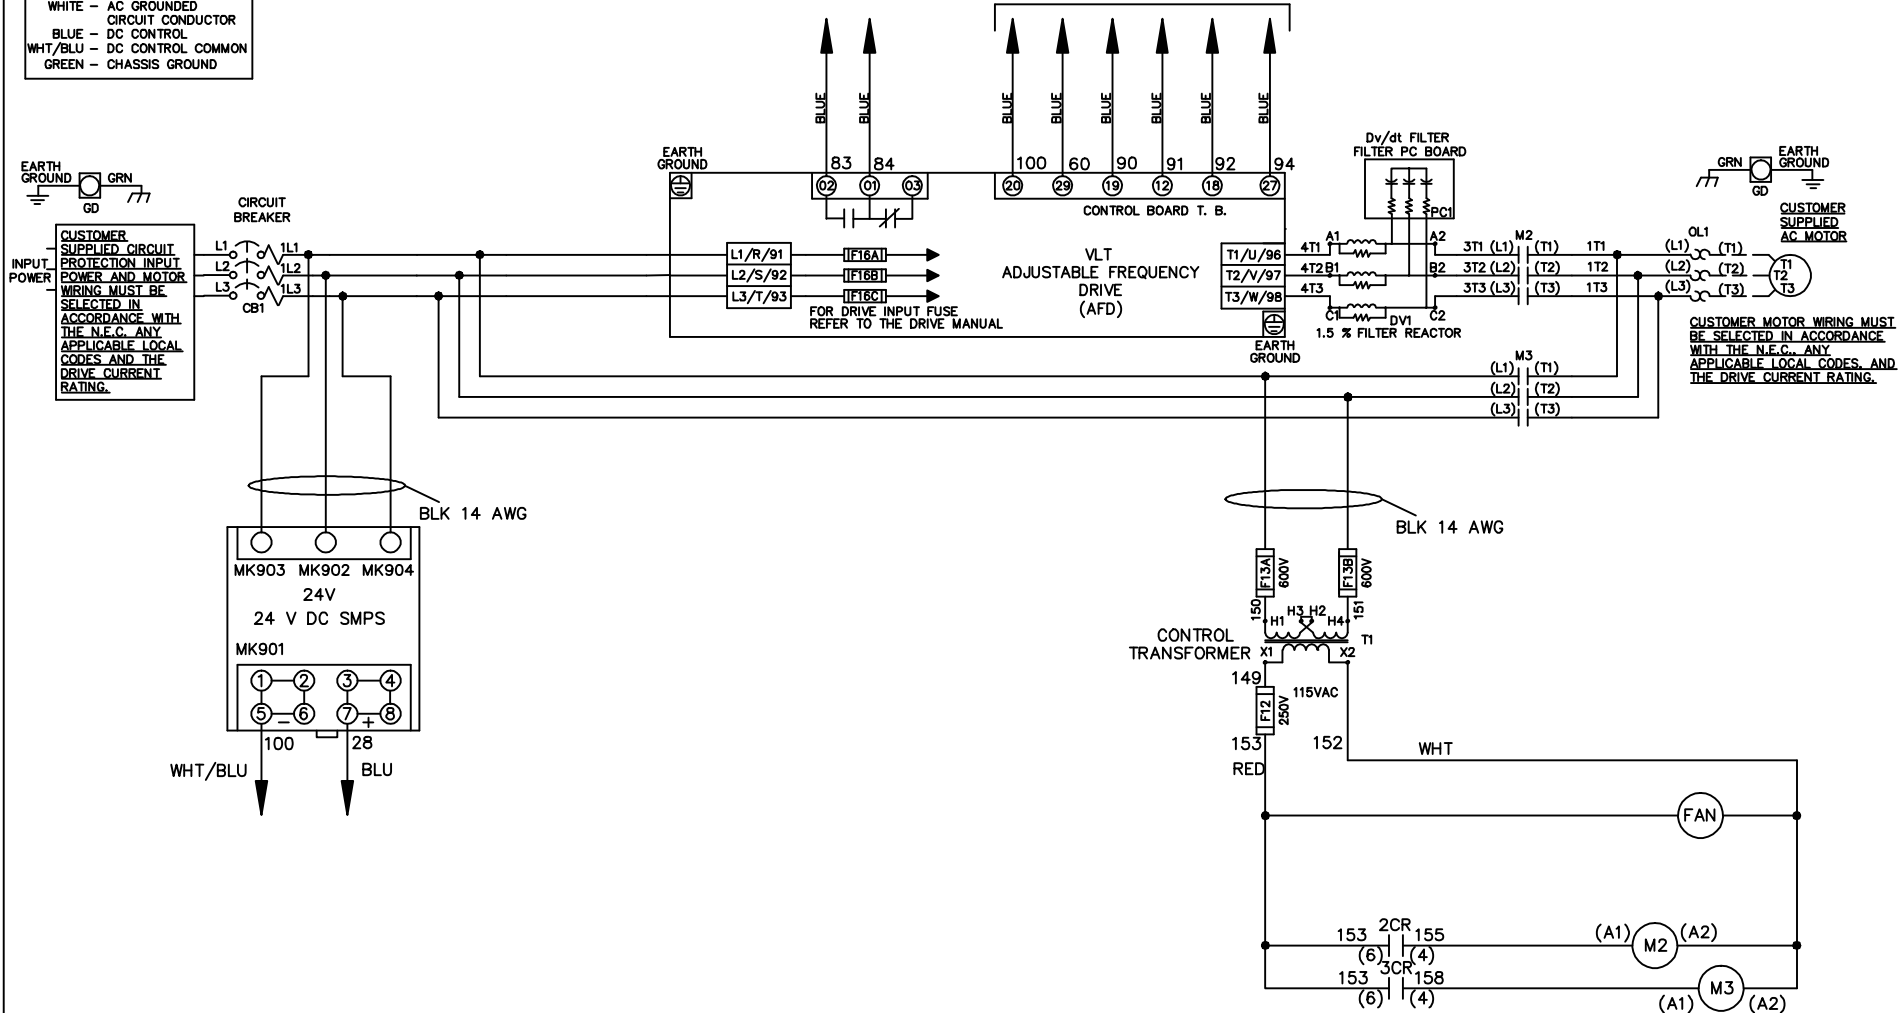 WHITE – AC GROUNDED
CIRCUIT CONDUCTOR
BLUE – DC CONTROL
WHT/BLU – DC CONTROL COMMON
GREEN – CHASSIS GROUND
BLUE
BLUE
BLUE
BLUE
BLUE
BLUE
BLUE
BLUE
EARTH
GROUND
83
84
100
60
90
91
92
94
02
01
03
20
29
19
12
18
27
CONTROL BOARD T. B.
Dv/dt FILTER
FILTER PC BOARD
PC1
EARTH
GROUND
GRN
GD
GRN
EARTH
GROUND
GD
CUSTOMER
SUPPLIED
AC MOTOR
INPUT
POWER
CUSTOMER
SUPPLIED CIRCUIT
PROTECTION INPUT
POWER AND MOTOR
WIRING MUST BE
SELECTED IN
ACCORDANCE WITH
THE N.E.C. ANY
APPLICABLE LOCAL
CODES AND THE
DRIVE CURRENT
RATING.
CIRCUIT
BREAKER
L1
1L1
L2
1L2
L3
1L3
CB1
L1/R/91
L2/S/92
L3/T/93
F16A
F16B
F16C
FOR DRIVE INPUT FUSE
REFER TO THE DRIVE MANUAL
VLT
ADJUSTABLE FREQUENCY
DRIVE
(AFD)
T1/U/96
T2/V/97
T3/W/98
EARTH
GROUND
4T1
A1
A2
4T2
B1
B2
4T3
C1
C2
DV1
1.5 % FILTER REACTOR
M2
3T1 (L1) (T1) 1T1
3T2 (L2) (T2) 1T2
3T3 (L3) (T3) 1T3
OL1
(L1) (T1)
(L2) (T2)
(L3) (T3)
T1
T2
T3
CUSTOMER MOTOR WIRING MUST
BE SELECTED IN ACCORDANCE
WITH THE N.E.C., ANY
APPLICABLE LOCAL CODES, AND
THE DRIVE CURRENT RATING.
M3
(L1) (T1)
(L2) (T2)
(L3) (T3)
BLK 14 AWG
BLK 14 AWG
MK903 MK902 MK904
24V
24 V DC SMPS
MK901
1 2 3 4
5 – 6 7 + 8
100
28
WHT/BLU
BLU
F13A
600V
F13B
600V
150
151
H1 H3 H2 H4
CONTROL
TRANSFORMER
T1
X1
X2
149
115VAC
F12
250V
153
152
RED
WHT
FAN
2CR
153 155
(6) (4)
(A1) M2 (A2)
3CR
153 158
(6) (4)
(A1) M3 (A2)